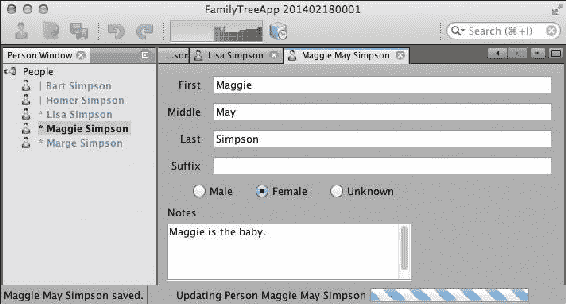 FamilyTreeApp 201402180001
Search (⌘+I)
Person Window
Lisa Simpson
Maggie May Simpson
People
| Bart Simpson
| Homer Simpson
* Lisa Simpson
* Maggie Simpson
* Marge Simpson
First Maggie
Middle May
Last Simpson
Suffix
Male Female Unknown
Notes
Maggie is the baby.
Maggie May Simpson saved.
Updating Person Maggie May Simpson